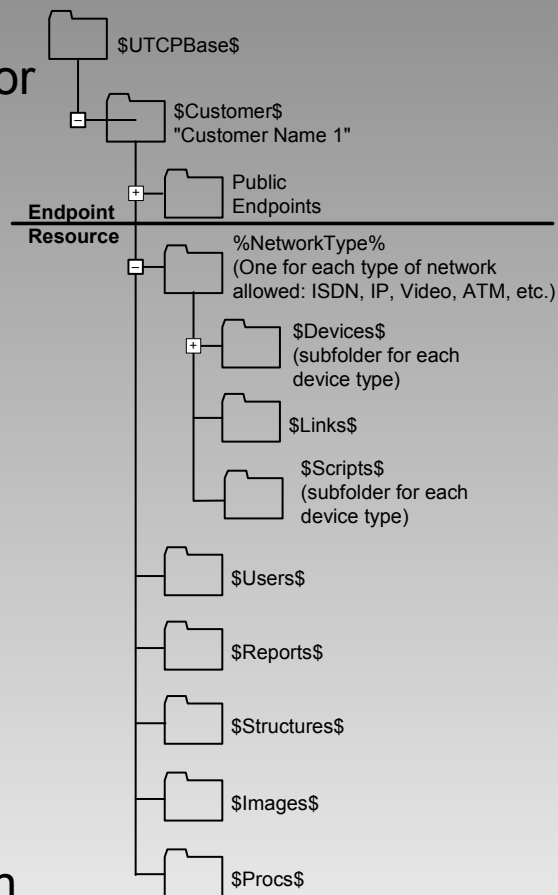 $UTCPBase$
or
$Customer$
"Customer Name 1"
Public
Endpoints
Endpoint
Resource
%NetworkType%
(One for each type of network
allowed: ISDN, IP, Video, ATM, etc.)
$Devices$
(subfolder for each
device type)
$Links$
$Scripts$
(subfolder for each
device type)
$Users$
$Reports$
$Structures$
$Images$
$Procs$